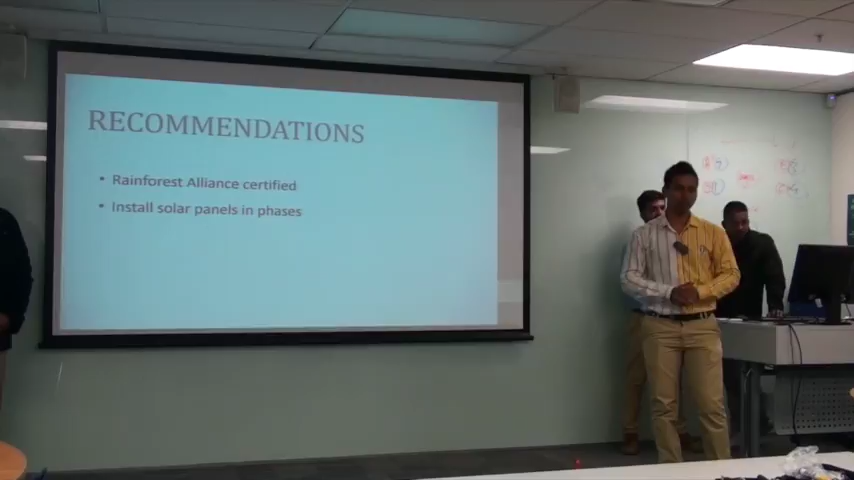 RECOMMENDATIONS
• Rainforest Alliance certified
• Install solar panels in phases